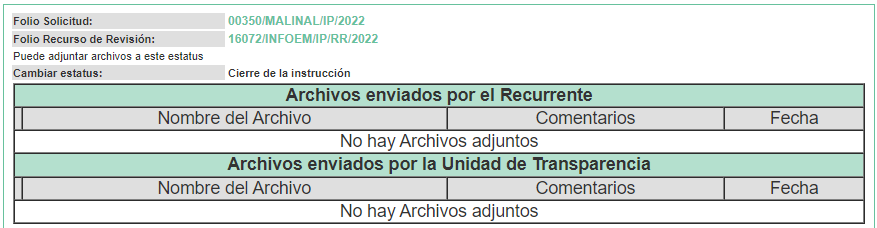 Folio Solicitud: 00350/MALINAL/IP/2022
Folio Recurso de Revisión: 16072/INFOEM/IP/RR/2022
Puede adjuntar archivos a este estatus
Cambiar estatus: Cierre de la instrucción
Archivos enviados por el Recurrente
Nombre del Archivo Comentarios Fecha
No hay Archivos adjuntos
Archivos enviados por la Unidad de Transparencia
Nombre del Archivo Comentarios Fecha
No hay Archivos adjuntos